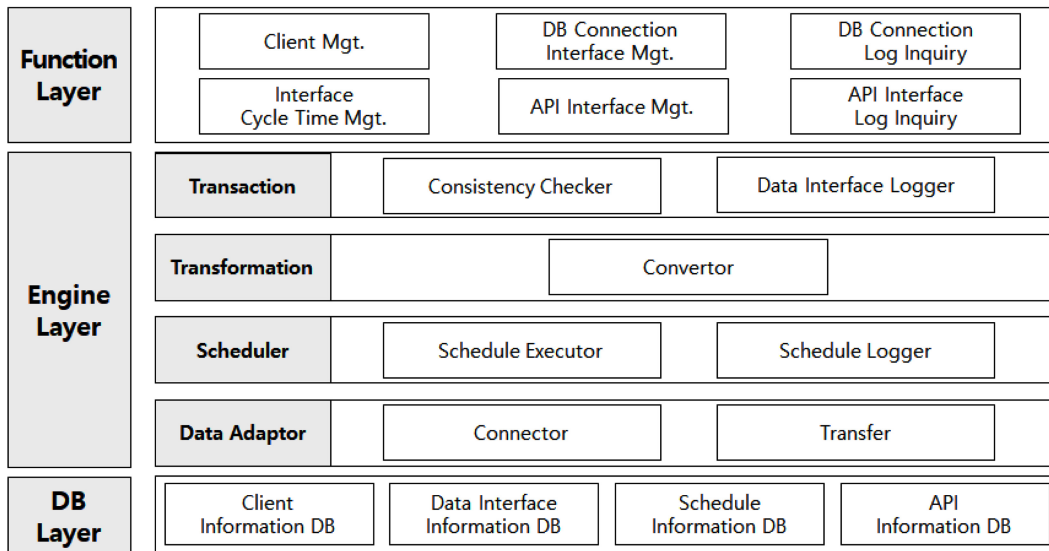 Function
Layer
Client Mgt.
DB Connection
Interface Mgt.
DB Connection
Log Inquiry
Interface
Cycle Time Mgt.
API Interface Mgt.
API Interface
Log Inquiry
Engine
Layer
Transaction
Consistency Checker
Data Interface Logger
Transformation
Convertor
Scheduler
Schedule Executor
Schedule Logger
Data Adaptor
Connector
Transfer
DB
Layer
Client
Information DB
Data Interface
Information DB
Schedule
Information DB
API
Information DB